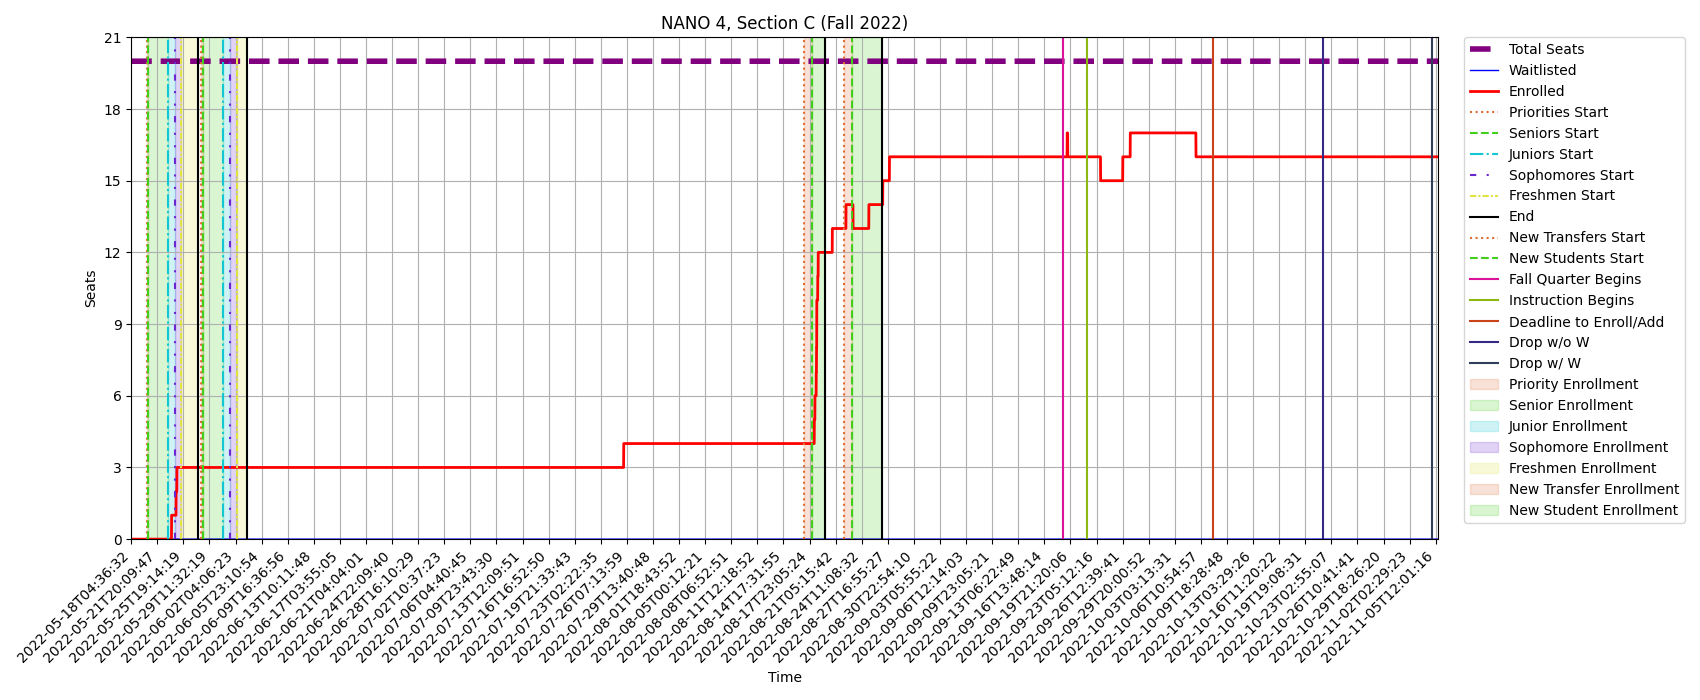 NANO 4, Section C (Fall 2022)
21
18
15
12
9
6
3
0
Seats
2022-05-18T04:36:32
2022-05-21T20:09:47
2022-05-25T19:14:19
2022-05-29T11:32:19
2022-06-02T04:06:23
2022-06-05T23:10:54
2022-06-09T16:36:56
2022-06-13T10:11:48
2022-06-17T03:55:05
2022-06-21T04:04:01
2022-06-24T22:09:40
2022-06-28T16:10:29
2022-07-02T10:37:23
2022-07-06T04:40:45
2022-07-09T23:43:30
2022-07-13T12:09:51
2022-07-16T16:52:50
2022-07-19T21:33:43
2022-07-23T02:22:35
2022-07-26T07:13:59
2022-07-29T13:40:48
2022-08-01T18:43:52
2022-08-05T00:12:21
2022-08-08T06:52:51
2022-08-11T12:18:52
2022-08-14T17:31:55
2022-08-17T23:05:24
2022-08-21T05:15:42
2022-08-24T11:08:32
2022-08-27T16:55:27
2022-08-30T22:54:10
2022-09-03T05:55:22
2022-09-06T12:14:03
2022-09-09T23:05:21
2022-09-13T06:22:49
2022-09-16T13:48:14
2022-09-19T21:20:06
2022-09-23T05:12:16
2022-09-26T12:39:41
2022-09-29T20:00:52
2022-10-03T03:13:31
2022-10-06T10:54:57
2022-10-09T18:28:48
2022-10-13T03:29:26
2022-10-16T11:20:22
2022-10-19T19:08:31
2022-10-23T02:55:07
2022-10-26T10:41:41
2022-10-29T18:26:20
2022-11-02T02:29:23
2022-11-05T12:01:16
Time
Total Seats
Waitlisted
Enrolled
Priorities Start
Seniors Start
Juniors Start
Sophomores Start
Freshmen Start
End
New Transfers Start
New Students Start
Fall Quarter Begins
Instruction Begins
Deadline to Enroll/Add
Drop w/o W
Drop w/ W
Priority Enrollment
Senior Enrollment
Junior Enrollment
Sophomore Enrollment
Freshmen Enrollment
New Transfer Enrollment
New Student Enrollment